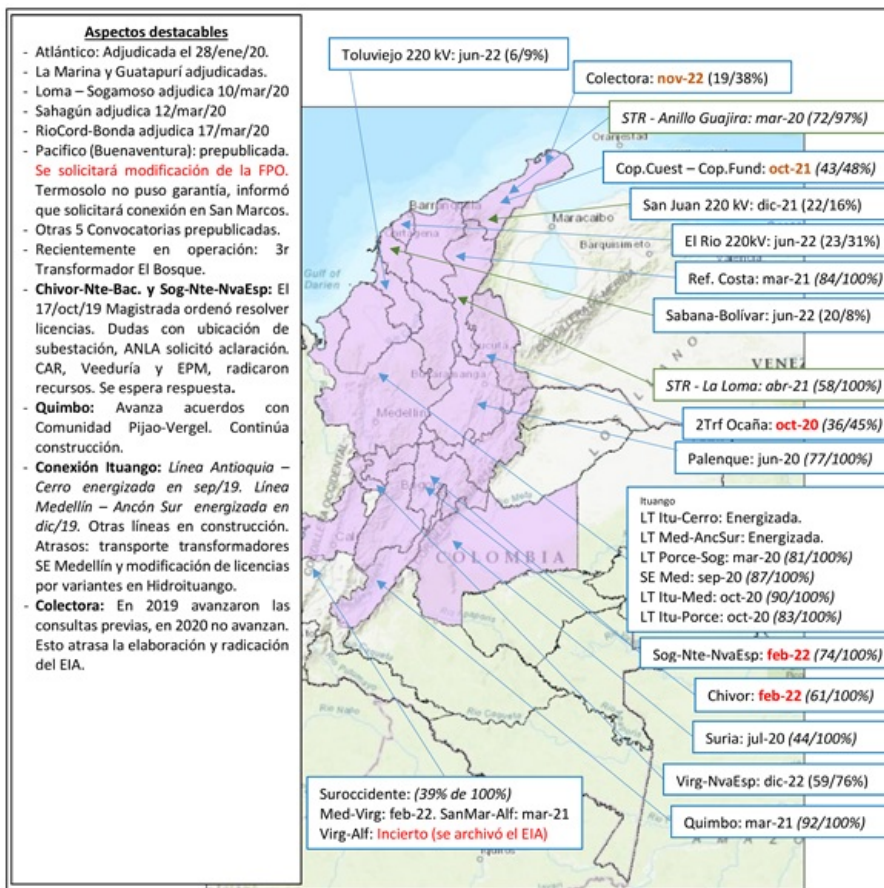 Aspectos destacables
- Atlántico: Adjudicada el 28/ene/20.
- La Marina y Guatapurí adjudicadas.
- Loma – Sogamoso adjudica 10/mar/20
- Sahagún adjudica 12/mar/20
- RioCord-Bonda adjudica 17/mar/20
- Pacifico (Buenaventura): prepublicada.
Se solicitará modificación de la FPO.
Termosolo no puso garantía, informó
que solicitará conexión en San Marcos.
- Otras 5 Convocatorias prepublicadas.
- Recientemente en operación: 3r
Transformador El Bosque.
- Chivor-Nte-Bac. y Sog-Nte-NvaEsp: El
17/oct/19 Magistrada ordenó resolver
licencias. Dudas con ubicación de
subestación, ANLA solicitó aclaración.
CAR, Veeduría y EPM, radicaron
recursos. Se espera respuesta.
- Quimbo: Avanza acuerdos con
Comunidad Pijao-Vergel. Continúa
construcción.
- Conexión Ituango: Línea Antioquia –
Cerro energizada en sep/19. Línea
Medellín – Ancón Sur energizada en
dic/19. Otras líneas en construcción.
Atrasos: transporte transformadores
SE Medellín y modificación de licencias
por variantes en Hidroituango.
- Colectora: En 2019 avanzaron las
consultas previas, en 2020 no avanzan.
Esto atrasa la elaboración y radicación
del EIA.
Toluviejo 220 kV: jun-22 (6/9%)
Colectora: nov-22 (19/38%)
STR - Anillo Guajira: mar-20 (72/97%)
Cop.Cuest – Cop.Fund: oct-21 (43/48%)
San Juan 220 kV: dic-21 (22/16%)
El Rio 220kV: jun-22 (23/31%)
Ref. Costa: mar-21 (84/100%)
Sabana-Bolívar: jun-22 (20/8%)
STR - La Loma: abr-21 (58/100%)
2Trf Ocaña: oct-20 (36/45%)
Palenque: jun-20 (77/100%)
Ituango
LT Itu-Cerro: Energizada.
LT Med-AncSur: Energizada.
LT Porce-Sog: mar-20 (81/100%)
SE Med: sep-20 (87/100%)
LT Itu-Med: oct-20 (90/100%)
LT Itu-Porce: oct-20 (83/100%)
Sog-Nte-NvaEsp: feb-22 (74/100%)
Chivor: feb-22 (61/100%)
Suria: jul-20 (44/100%)
Virg-NvaEsp: dic-22 (59/76%)
Quimbo: mar-21 (92/100%)
Suroccidente: (39% de 100%)
Med-Virg: feb-22. SanMar-Alf: mar-21
Virg-Alf: Incierto (se archivó el EIA)
Oranjestad
Maracaibo
Barquisimeto
Gulf of
Darien
Medellín
COLOMBIA
Rio Meta
Rio Napo
Rio Putumayo